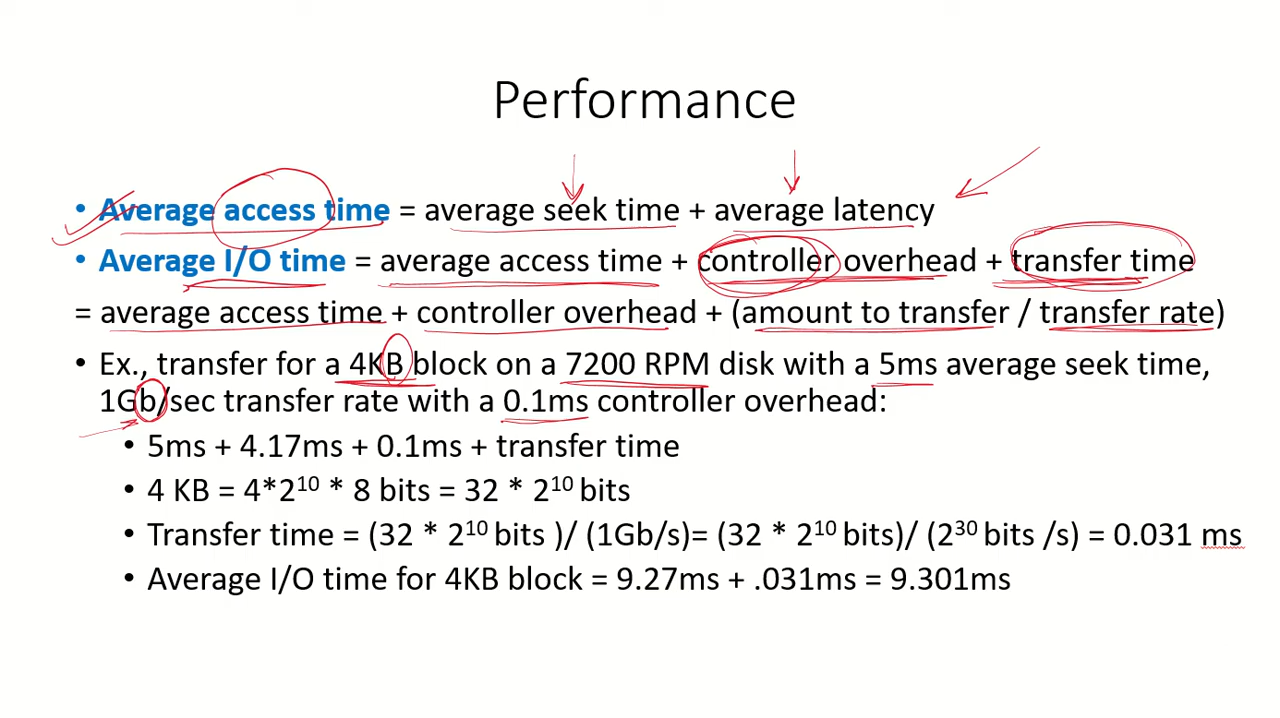 Performance
• Average access time = average seek time + average latency
• Average I/O time = average access time + controller overhead + transfer time
= average access time + controller overhead + (amount to transfer / transfer rate)
• Ex., transfer for a 4KB block on a 7200 RPM disk with a 5ms average seek time,
1Gb/sec transfer rate with a 0.1ms controller overhead:
• 5ms + 4.17ms + 0.1ms + transfer time
• 4 KB = 4*2¹⁰ * 8 bits = 32 * 2¹⁰ bits
• Transfer time = (32 * 2¹⁰ bits )/ (1Gb/s)= (32 * 2¹⁰ bits)/ (2³⁰ bits /s) = 0.031 ms
• Average I/O time for 4KB block = 9.27ms + .031ms = 9.301ms